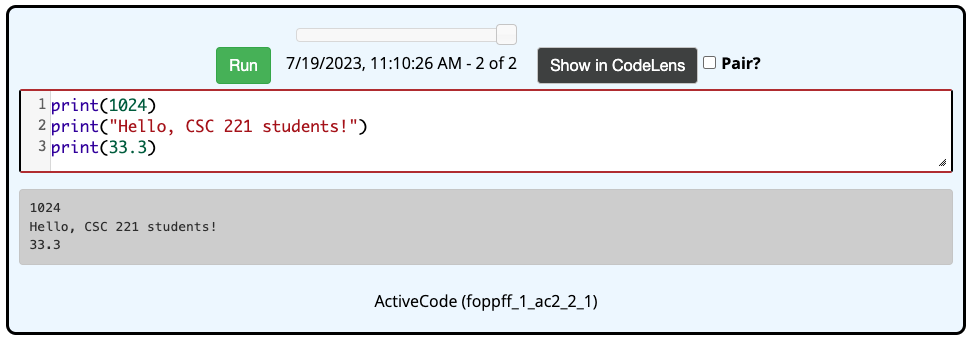 Run 7/19/2023, 11:10:26 AM - 2 of 2 Show in CodeLens Pair?
1 print(1024)
2 print("Hello, CSC 221 students!")
3 print(33.3)
1024
Hello, CSC 221 students!
33.3
ActiveCode (foppff_1_ac2_2_1)